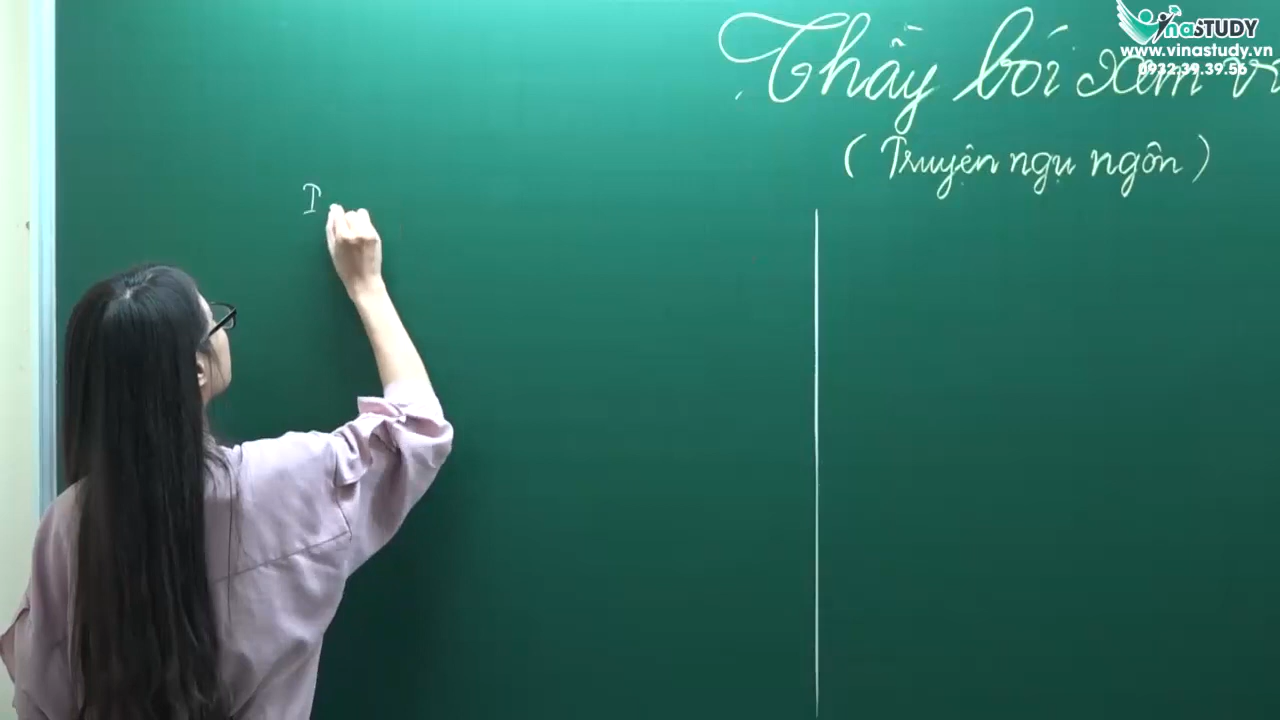 VinaSTUDY
www.vinastudy.vn
0932.39.39.56
Thầy bói xem
(Truyện ngụ ngôn)
I